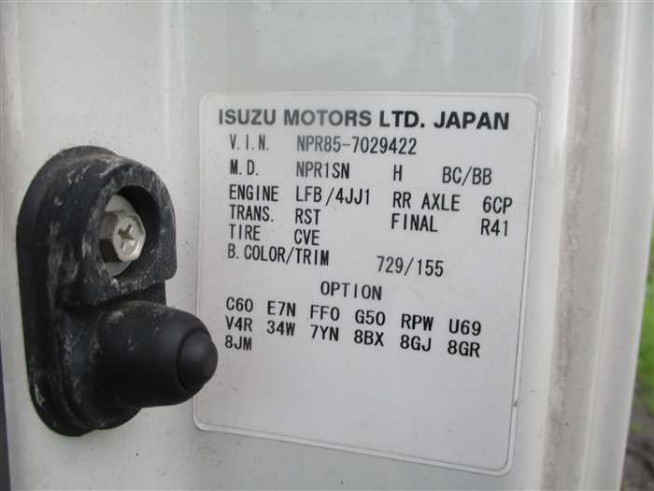 ISUZU MOTORS LTD. JAPAN
V.I.N. NPR85-7029422
M.D. NPR1SN H BC/BB
ENGINE LFB/4JJ1 RR AXLE 6CP
TRANS. RST FINAL R41
TIRE CVE
B.COLOR/TRIM 729/155
OPTION
C60 E7N FF0 G50 RPW U69
V4R 34W 7YN 8BX 8GJ 8GR
8JM